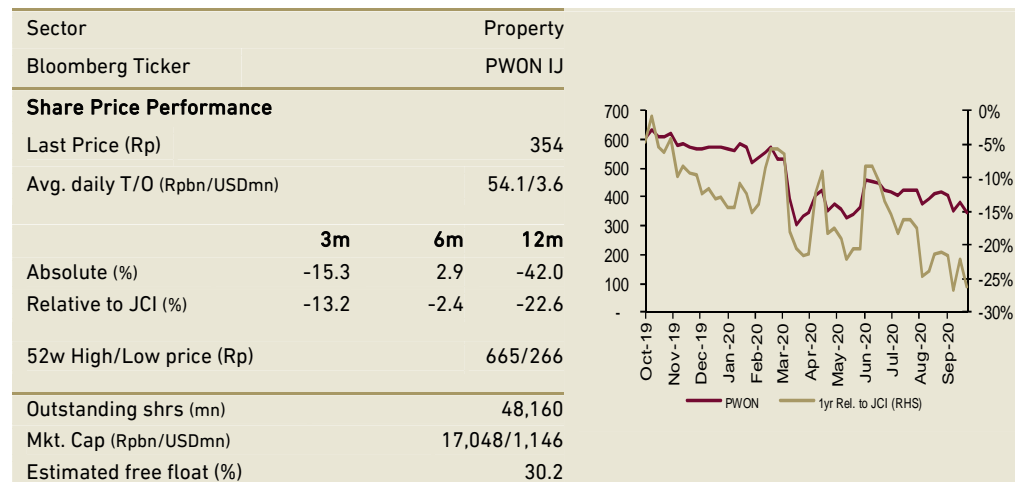 Sector Property
Bloomberg Ticker PWON IJ
Share Price Performance
Last Price (Rp) 354
Avg. daily T/O (Rpbn/USDmn) 54.1/3.6
3m 6m 12m
Absolute (%) -15.3 2.9 -42.0
Relative to JCI (%) -13.2 -2.4 -22.6
52w High/Low price (Rp) 665/266
Outstanding shrs (mn) 48,160
Mkt. Cap (Rpbn/USDmn) 17,048/1,146
Estimated free float (%) 30.2
700 0%
600 -5%
500 -10%
400 -15%
300 -20%
200 -25%
100 -30%
-
Oct-19 Nov-19 Dec-19 Jan-20 Feb-20 Mar-20 Apr-20 May-20 Jun-20 Jul-20 Aug-20 Sep-20
PWON 1yr Rel. to JCI (RHS)